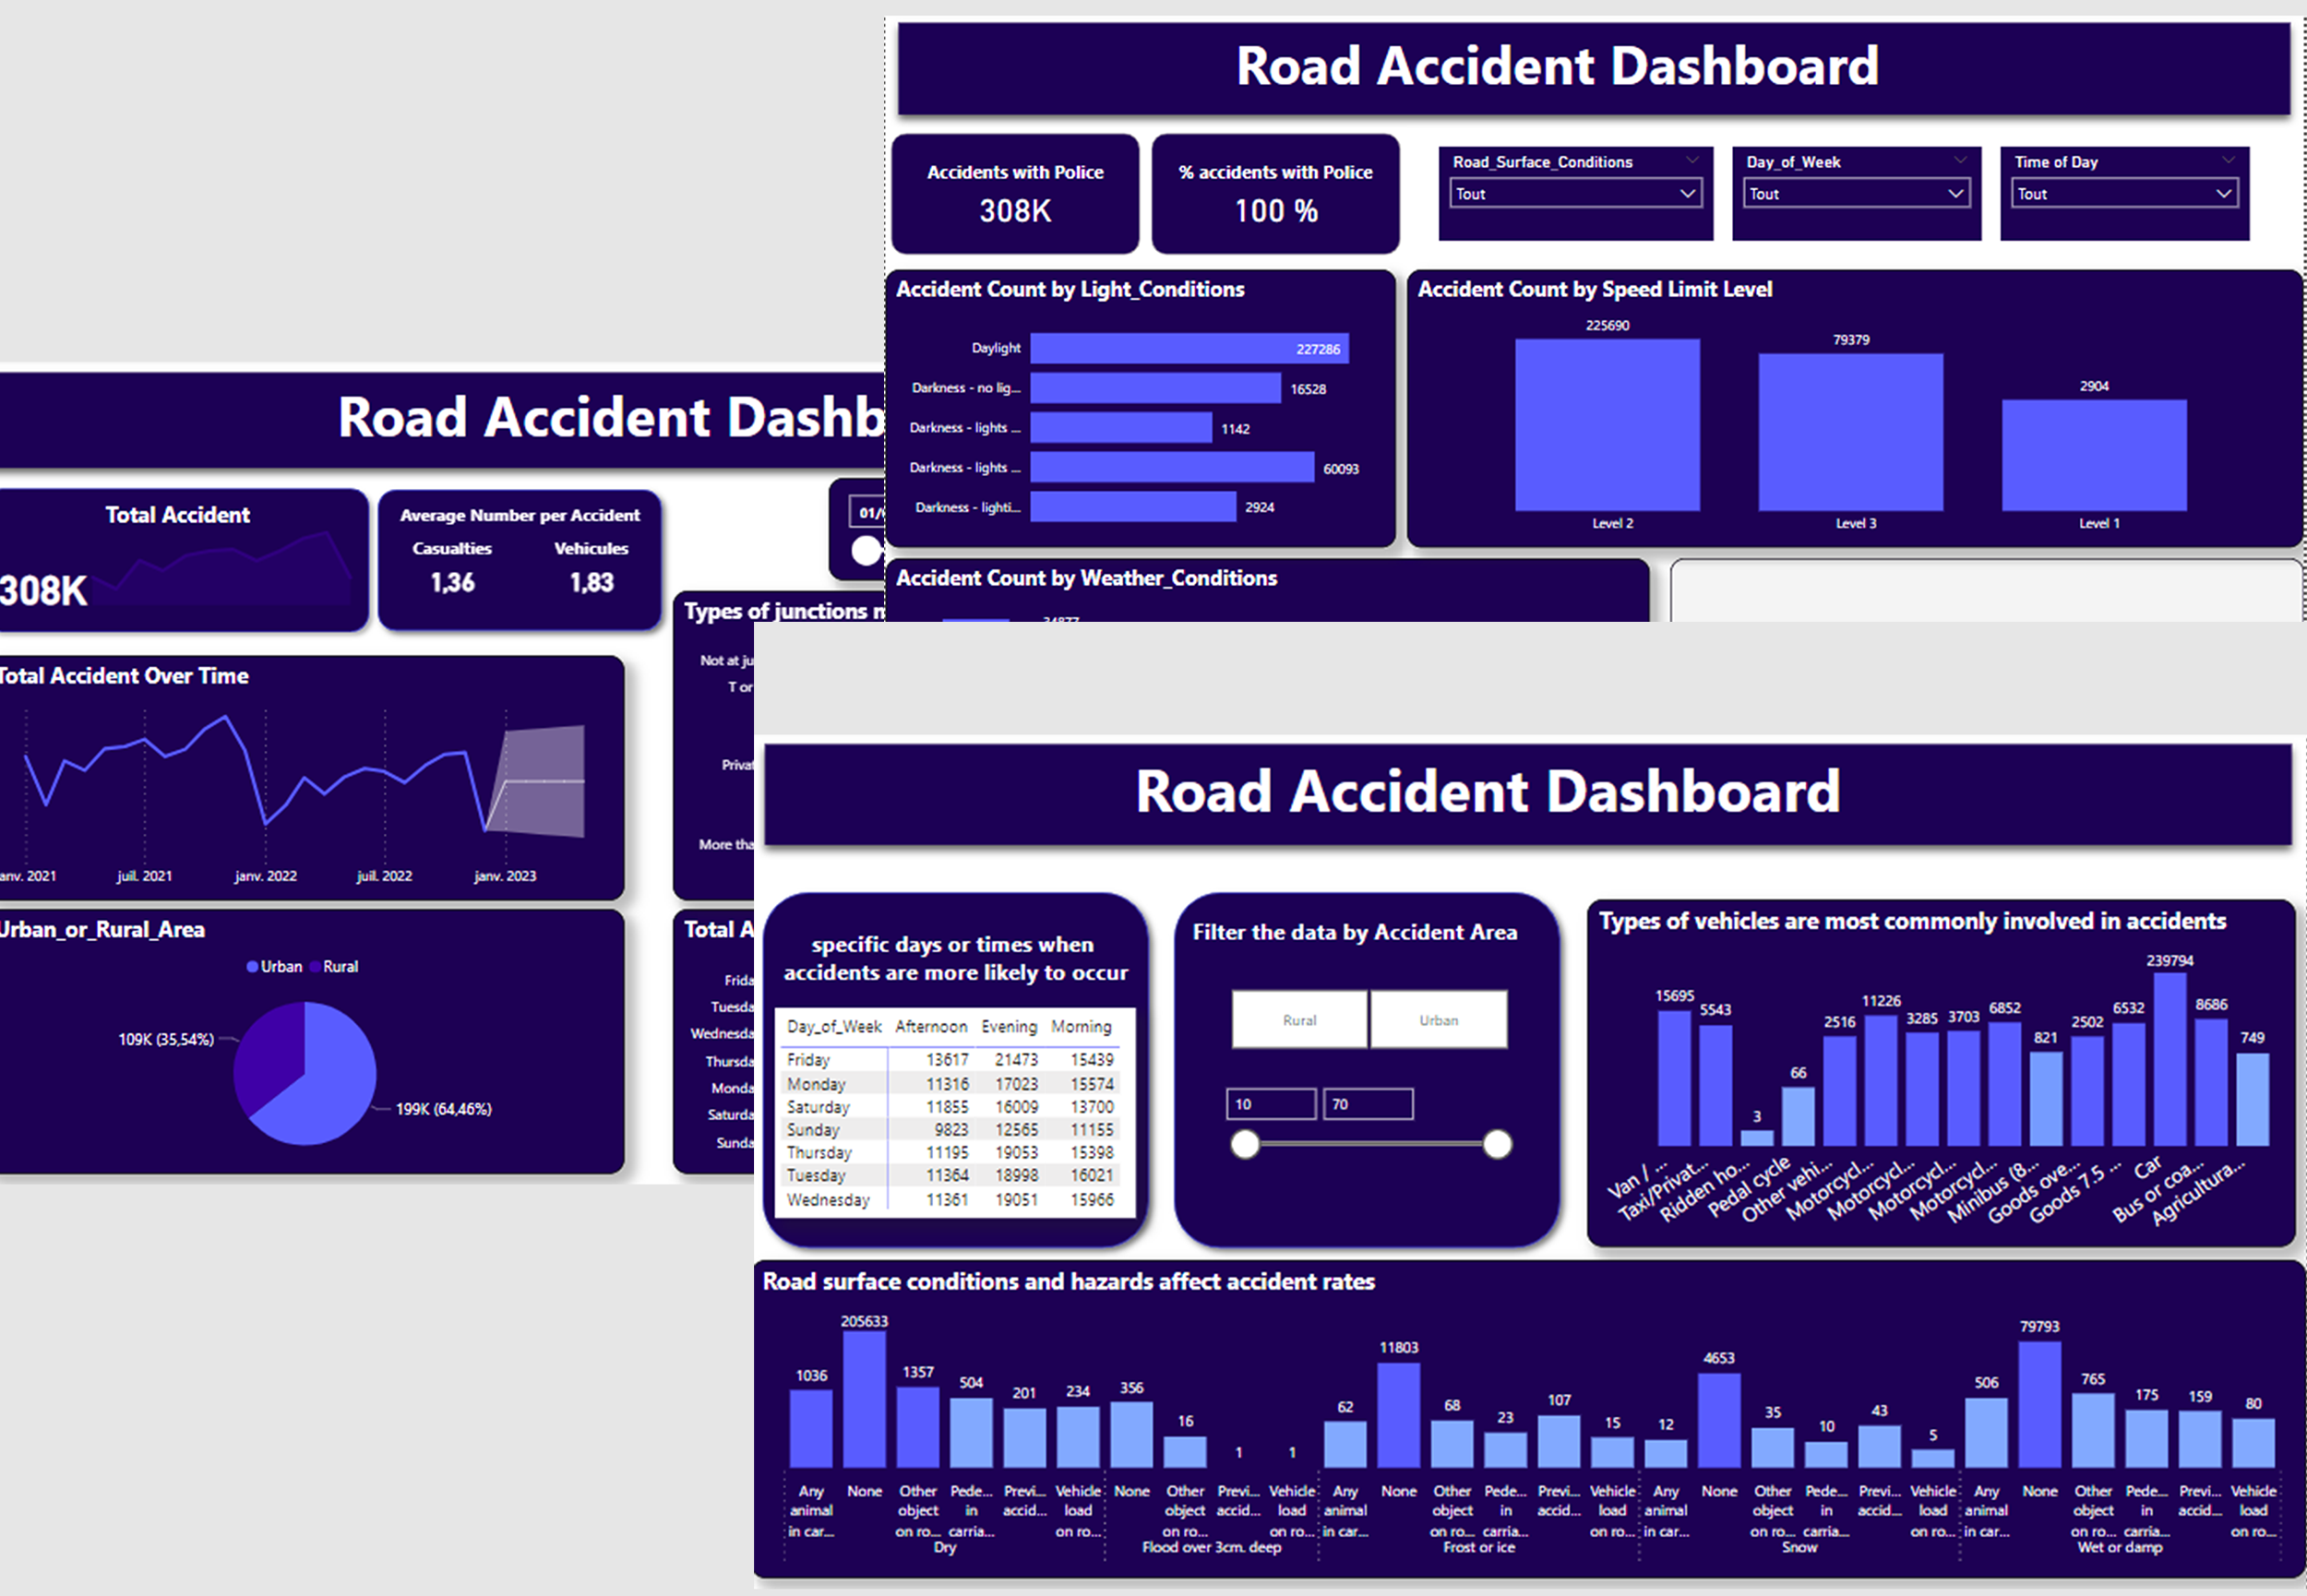 Road Accident Dashboard
Accidents with Police
308K
% accidents with Police
100 %
Road_Surface_Conditions
Tout
Day_of_Week
Tout
Time of Day
Tout
Accident Count by Light_Conditions
Daylight 227286
Darkness - no lig... 16528
Darkness - lights ... 1142
Darkness - lights ... 60093
Darkness - lighti... 2924
Accident Count by Speed Limit Level
225690
79379
2904
Level 2 Level 3 Level 1
Accident Count by Weather_Conditions
Road Accident Dashb
Total Accident
308K
Average Number per Accident
Casualties Vehicules
1,36 1,83
Types of junctions
Not at ju
T or
Privat
More tha
Total Accident Over Time
anv. 2021 juil. 2021 janv. 2022 juil. 2022 janv. 2023
Urban_or_Rural_Area
Urban Rural
109K (35,54%)
199K (64,46%)
Total A
Frida
Tuesda
Wednesda
Thursda
Monda
Saturda
Sunda
Road Accident Dashboard
specific days or times when
accidents are more likely to occur
Day_of_Week Afternoon Evening Morning
Friday 13617 21473 15439
Monday 11316 17023 15574
Saturday 11855 16009 13700
Sunday 9823 12565 11155
Thursday 11195 19053 15398
Tuesday 11364 18998 16021
Wednesday 11361 19051 15966
Filter the data by Accident Area
Rural Urban
10 70
Types of vehicles are most commonly involved in accidents
15695 5543 3 66 2516 11226 3285 3703 6852 821 2502 6532 239794 8686 749
Van / ...
Taxi/Privat...
Ridden ho...
Pedal cycle
Other vehi...
Motorcycl...
Motorcycl...
Motorcycl...
Motorcycl...
Minibus (8...
Goods ove...
Goods 7.5 ...
Car
Bus or coa...
Agricultura...
Road surface conditions and hazards affect accident rates
1036 205633 1357 504 201 234 356 16 1 1 62 11803 68 23 107 15 12 4653 35 10 43 5 506 79793 765 175 159 80
Any None Other Pede... Previ... Vehicle None Other Previ... Vehicle Any None Other Pede... Previ... Vehicle Any None Other Pede... Previ... Vehicle Any None Other Pede... Previ... Vehicle
animal object in accid... load object accid... load animal object in accid... load animal object in accid... load animal object in accid... load
in car... on ro... carria... on ro... on ro... on ro... in car... on ro... carria... on ro... in car... on ro... carria... on ro... in car... on ro... carria... on ro...
Dry Flood over 3cm. deep Frost or ice Snow Wet or damp